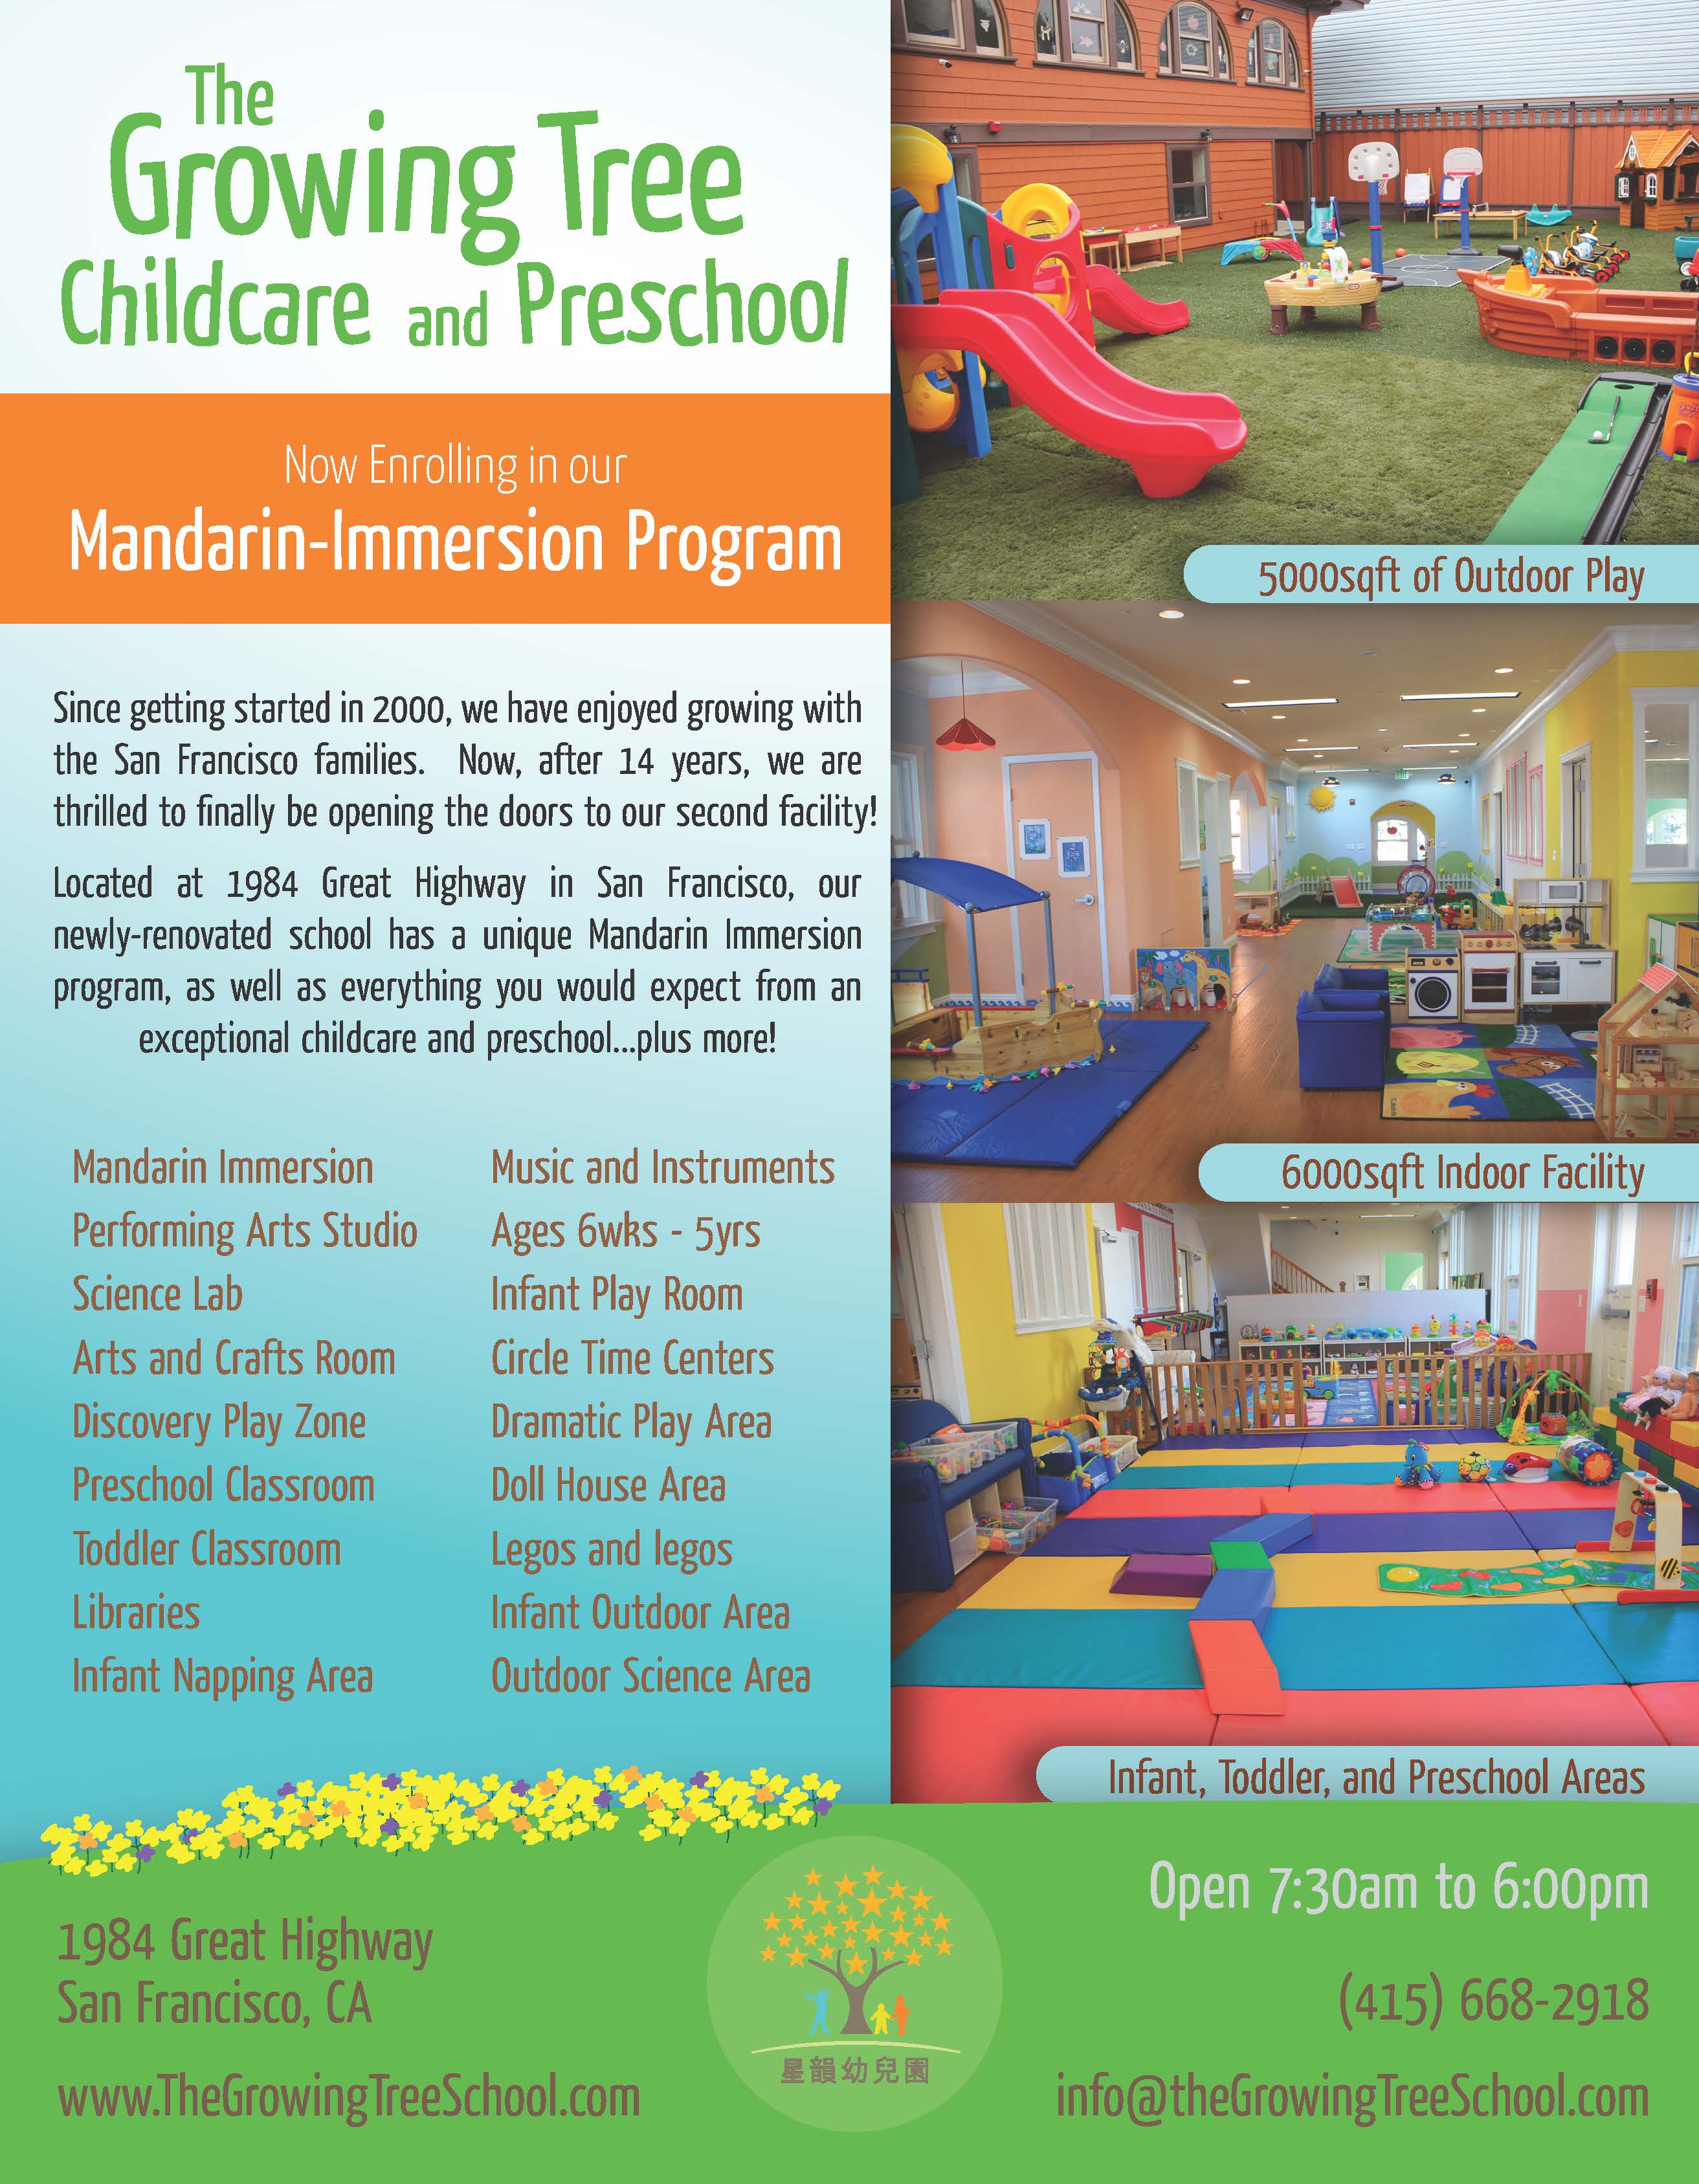 The
Growing Tree
Childcare and Preschool
Now Enrolling in our
Mandarin-Immersion Program
Since getting started in 2000, we have enjoyed growing with
the San Francisco families. Now, after 14 years, we are
thrilled to finally be opening the doors to our second facility!
Located at 1984 Great Highway in San Francisco, our
newly-renovated school has a unique Mandarin Immersion
program, as well as everything you would expect from an
exceptional childcare and preschool...plus more!
Mandarin Immersion
Performing Arts Studio
Science Lab
Arts and Crafts Room
Discovery Play Zone
Preschool Classroom
Toddler Classroom
Libraries
Infant Napping Area
Music and Instruments
Ages 6wks - 5yrs
Infant Play Room
Circle Time Centers
Dramatic Play Area
Doll House Area
Legos and legos
Infant Outdoor Area
Outdoor Science Area
5000sqft of Outdoor Play
6000sqft Indoor Facility
Infant, Toddler, and Preschool Areas
1984 Great Highway
San Francisco, CA
www.TheGrowingTreeSchool.com
星韻幼兒園
Open 7:30am to 6:00pm
(415) 668-2918
info@theGrowingTreeSchool.com